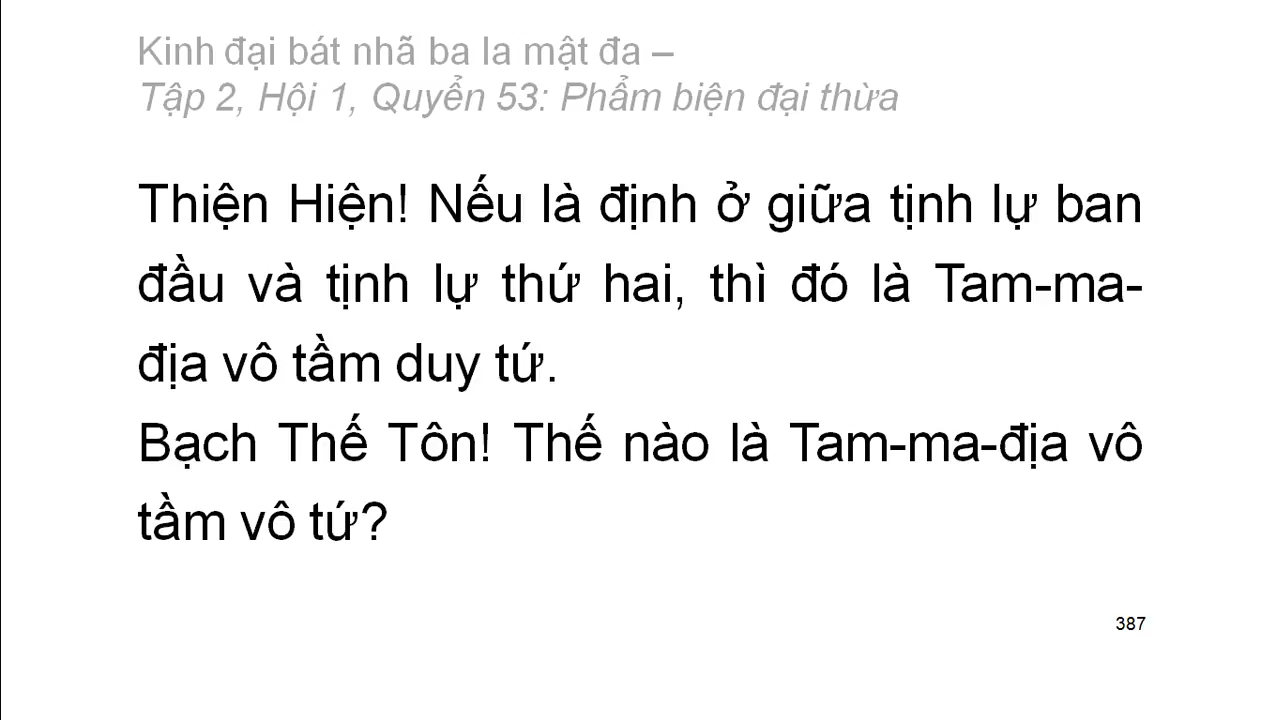 Kinh đại bát nhã ba la mật đa –
Tập 2, Hội 1, Quyển 53: Phẩm biện đại thừa
Thiện Hiện! Nếu là định ở giữa tịnh lự ban
đầu và tịnh lự thứ hai, thì đó là Tam-ma-
địa vô tầm duy tứ.
Bạch Thế Tôn! Thế nào là Tam-ma-địa vô
tầm vô tứ?
387